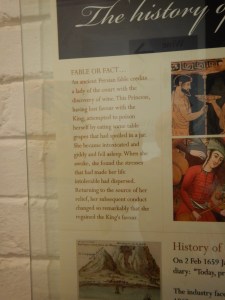 The history of
FABLE OR FACT ...
An ancient Persian fable credits
a lady of the court with the
discovery of wine. This Princess,
having lost favour with the
King, attempted to poison
herself by eating some table
grapes that had spoiled in a jar.
She became intoxicated and
giddy and fell asleep. When she
awoke, she found the stresses
that had made her life
intolerable had dispersed.
Returning to the source of her
relief, her subsequent conduct
changed so remarkably that she
regained the King's favour
History of
On 2 Feb 1659
diary: "Today, pr
The industry fac